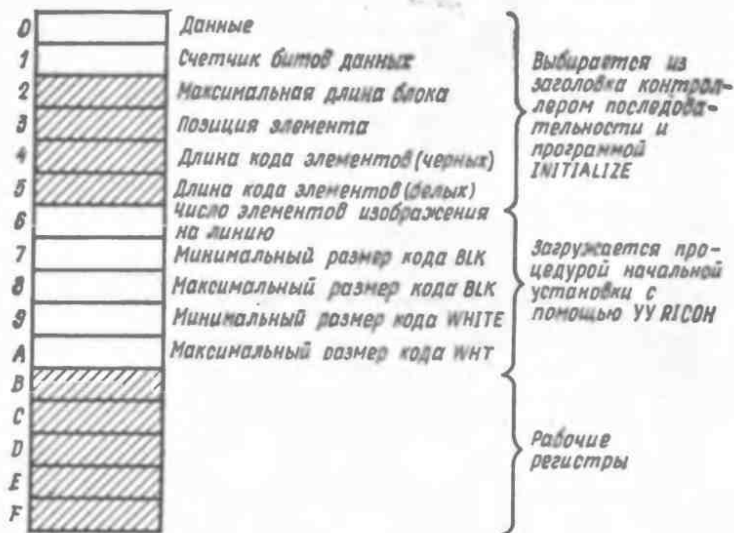 0 Данные
1 Счетчик битов данных
2 Максимальная длина блока
3 Позиция элемента
4 Длина кода элементов (черных)
5 Длина кода элементов (белых)
6 Число элементов изображения
на линию
7 Минимальный размер кода BLK
8 Максимальный размер кода BLK
9 Минимальный размер кода WHITE
A Максимальный размер кода WHT
B
C
D
E
F
Выбирается из
заголовка контрол-
лером последова-
тельности и
программой
INITIALIZE
Загружается про-
цедурой начальной
установки с
помощью УУ RICOH
Рабочие
регистры